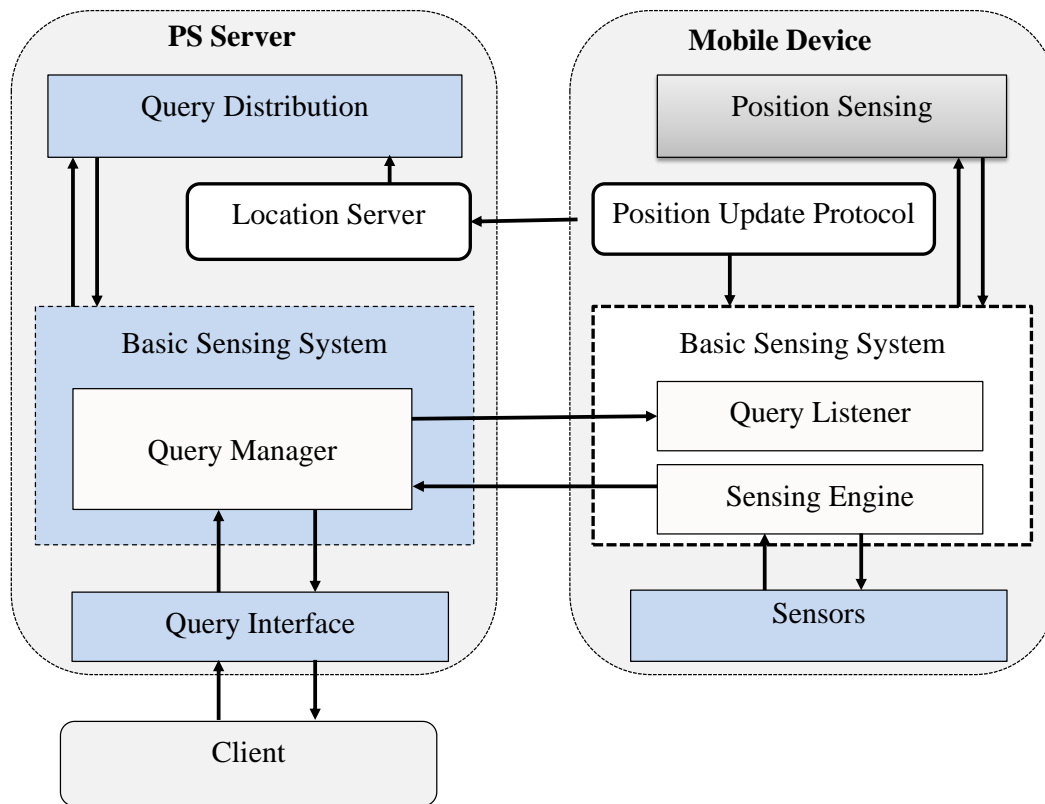 PS Server
Query Distribution
Location Server
Basic Sensing System
Query Manager
Query Interface
Client
Mobile Device
Position Sensing
Position Update Protocol
Basic Sensing System
Query Listener
Sensing Engine
Sensors